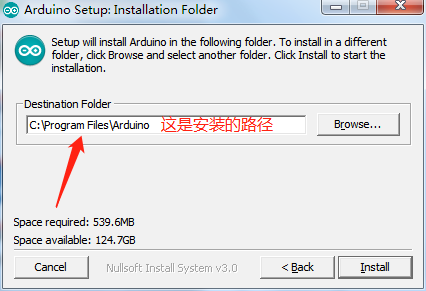 Arduino Setup: Installation Folder
Setup will install Arduino in the following folder. To install in a different
folder, click Browse and select another folder. Click Install to start the
installation.
Destination Folder
C:\Program Files\Arduino 这是安装的路径
Browse...
Space required: 539.6MB
Space available: 124.7GB
Cancel
Nullsoft Install System v3.0
< Back
Install